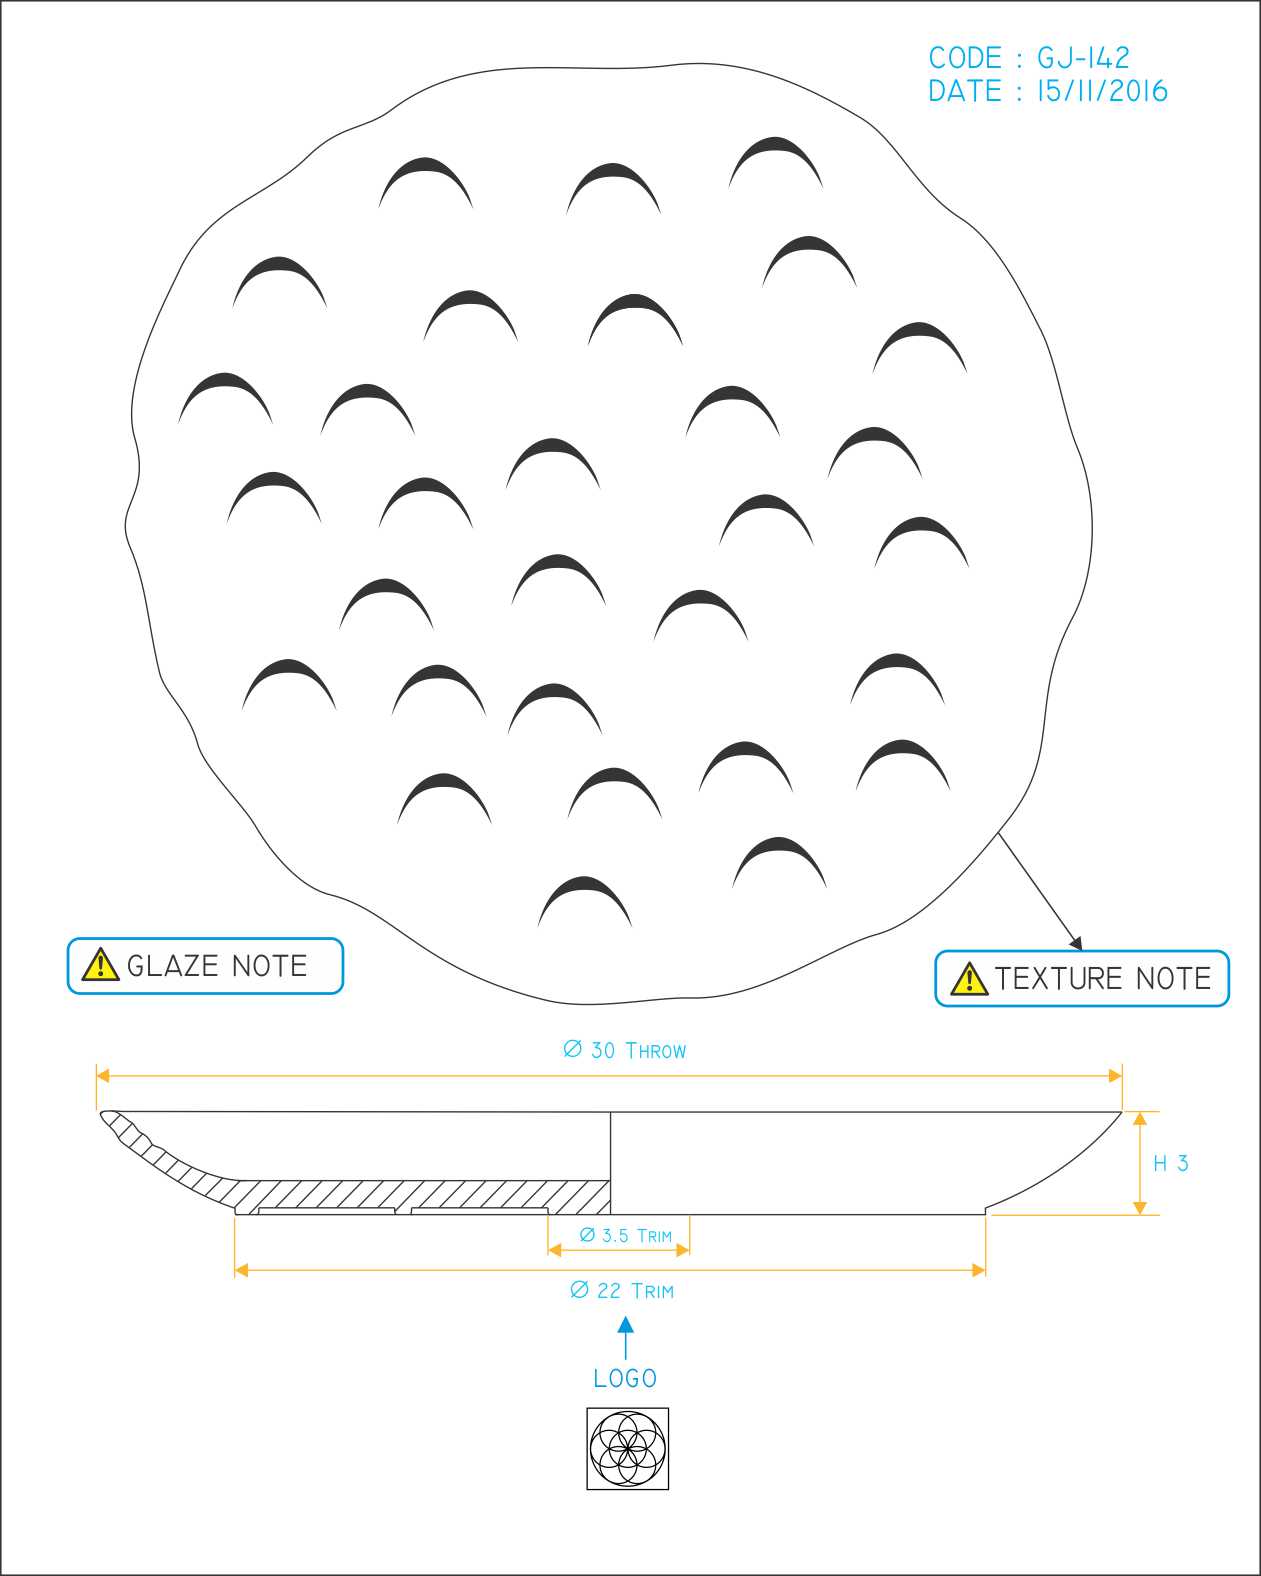 CODE : GJ-142
DATE : 15/11/2016
GLAZE NOTE
TEXTURE NOTE
Ø 30 THROW
H 3
Ø 3.5 TRIM
Ø 22 TRIM
LOGO